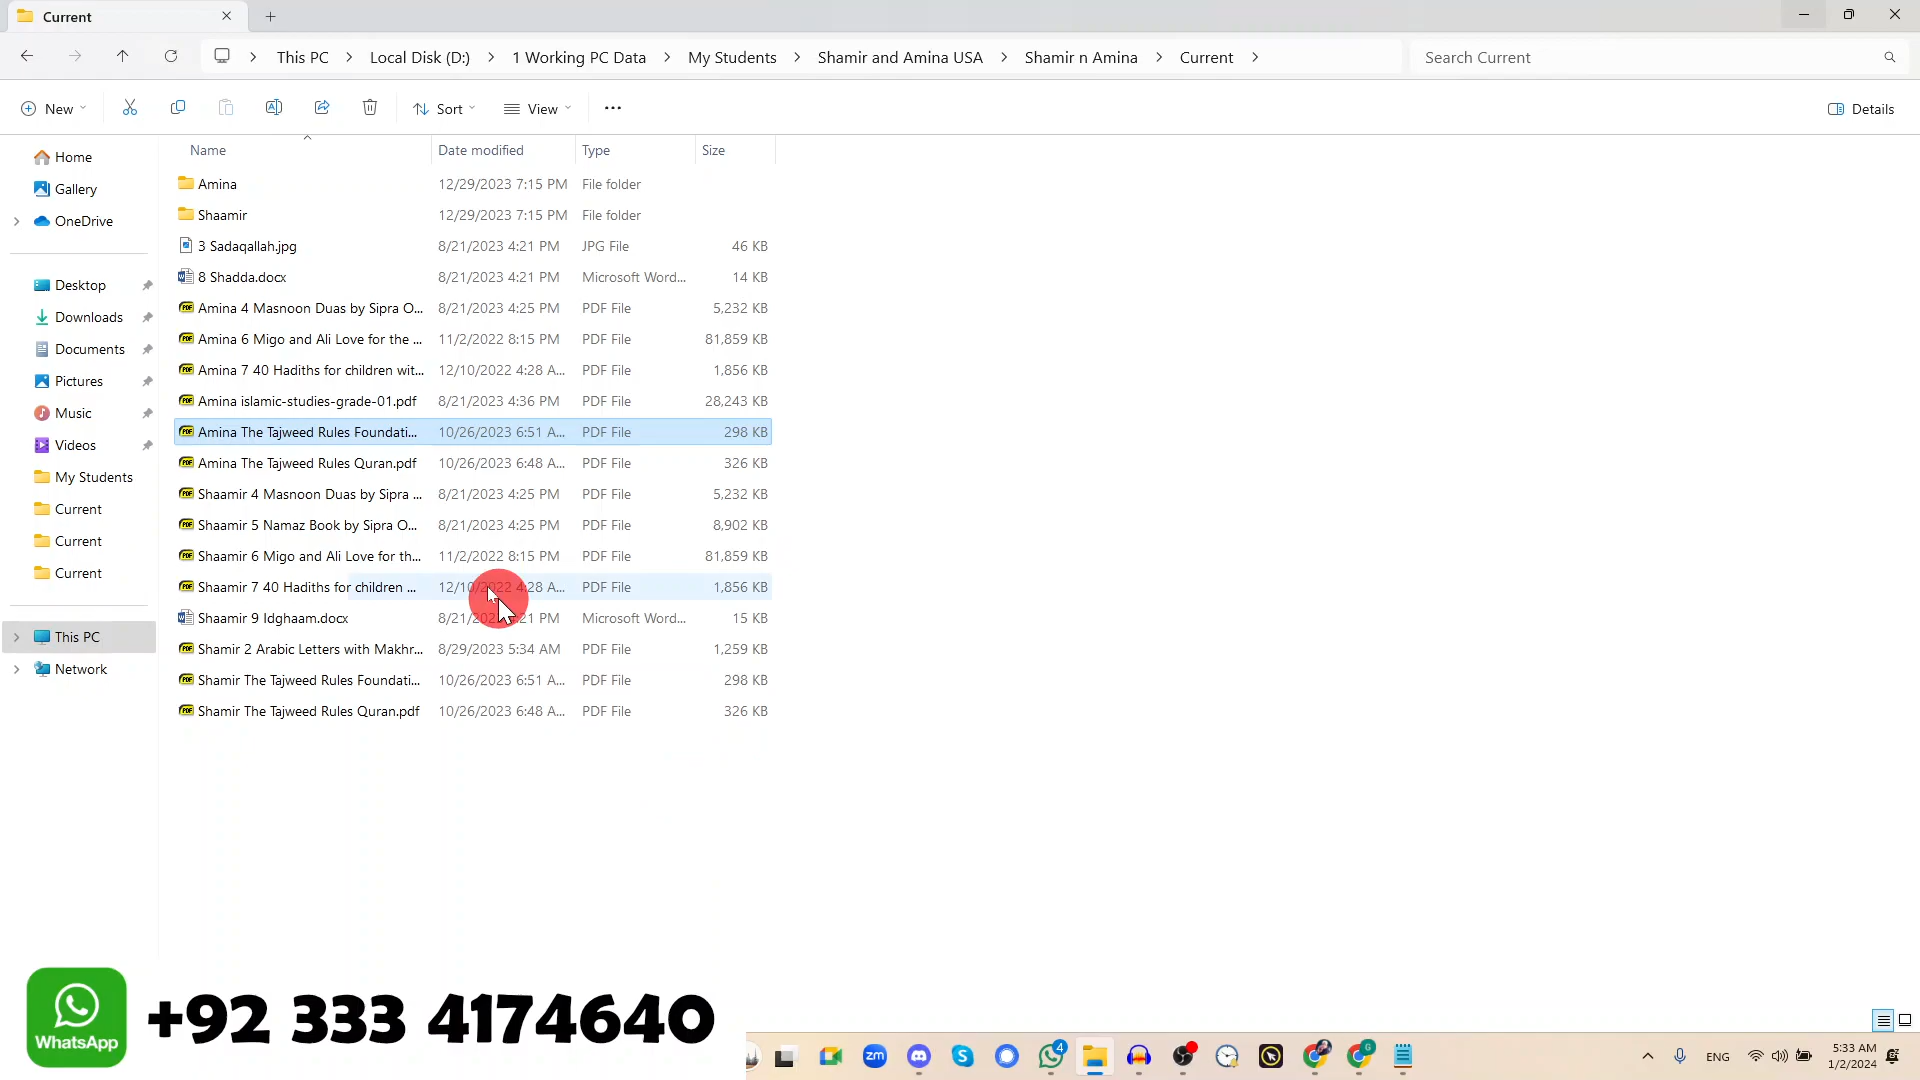 Current
This PC > Local Disk (D:) > 1 Working PC Data > My Students > Shamir and Amina USA > Shamir n Amina > Current >
Search Current
New
Sort
View
Details
Home
Gallery
OneDrive
Desktop
Downloads
Documents
Pictures
Music
Videos
My Students
Current
Current
Current
This PC
Network
Name Date modified Type Size
Amina 12/29/2023 7:15 PM File folder
Shaamir 12/29/2023 7:15 PM File folder
3 Sadaqallah.jpg 8/21/2023 4:21 PM JPG File 46 KB
8 Shadda.docx 8/21/2023 4:21 PM Microsoft Word... 14 KB
Amina 4 Masnoon Duas by Sipra O... 8/21/2023 4:25 PM PDF File 5,232 KB
Amina 6 Migo and Ali Love for the ... 11/2/2022 8:15 PM PDF File 81,859 KB
Amina 7 40 Hadiths for children wit... 12/10/2022 4:28 A... PDF File 1,856 KB
Amina islamic-studies-grade-01.pdf 8/21/2023 4:36 PM PDF File 28,243 KB
Amina The Tajweed Rules Foundati... 10/26/2023 6:51 A... PDF File 298 KB
Amina The Tajweed Rules Quran.pdf 10/26/2023 6:48 A... PDF File 326 KB
Shaamir 4 Masnoon Duas by Sipra ... 8/21/2023 4:25 PM PDF File 5,232 KB
Shaamir 5 Namaz Book by Sipra O... 8/21/2023 4:25 PM PDF File 8,902 KB
Shaamir 6 Migo and Ali Love for th... 11/2/2022 8:15 PM PDF File 81,859 KB
Shaamir 7 40 Hadiths for children ... 12/10/2022 4:28 A... PDF File 1,856 KB
Shaamir 9 Idghaam.docx PM Microsoft Word... 15 KB
Shamir 2 Arabic Letters with Makhr... 8/29/2023 5:34 AM PDF File 1,259 KB
Shamir The Tajweed Rules Foundati... 10/26/2023 6:51 A... PDF File 298 KB
Shamir The Tajweed Rules Quran.pdf 10/26/2023 6:48 A... PDF File 326 KB
WhatsApp
+92 333 4174640
zm
4
G
ENG
5:33 AM
1/2/2024